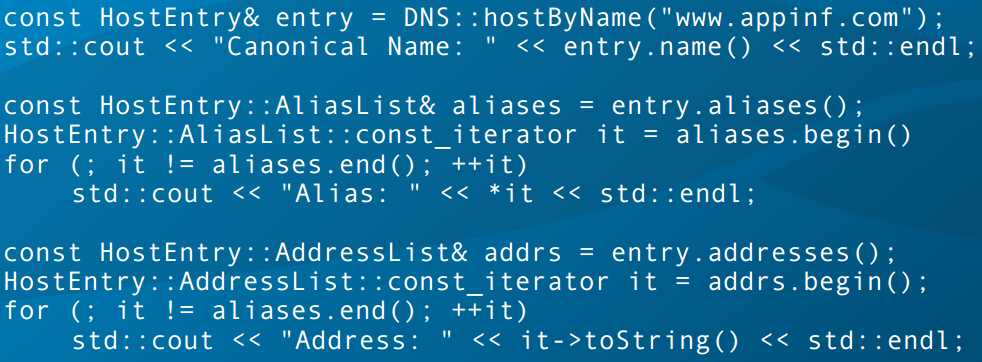 const HostEntry& entry = DNS::hostByName("www.appinf.com");
std::cout << "Canonical Name: " << entry.name() << std::endl;
const HostEntry::AliasList& aliases = entry.aliases();
HostEntry::AliasList::const_iterator it = aliases.begin()
for (; it != aliases.end(); ++it)
    std::cout << "Alias: " << *it << std::endl;
const HostEntry::AddressList& addrs = entry.addresses();
HostEntry::AddressList::const_iterator it = addrs.begin();
for (; it != aliases.end(); ++it)
    std::cout << "Address: " << it->toString() << std::endl;